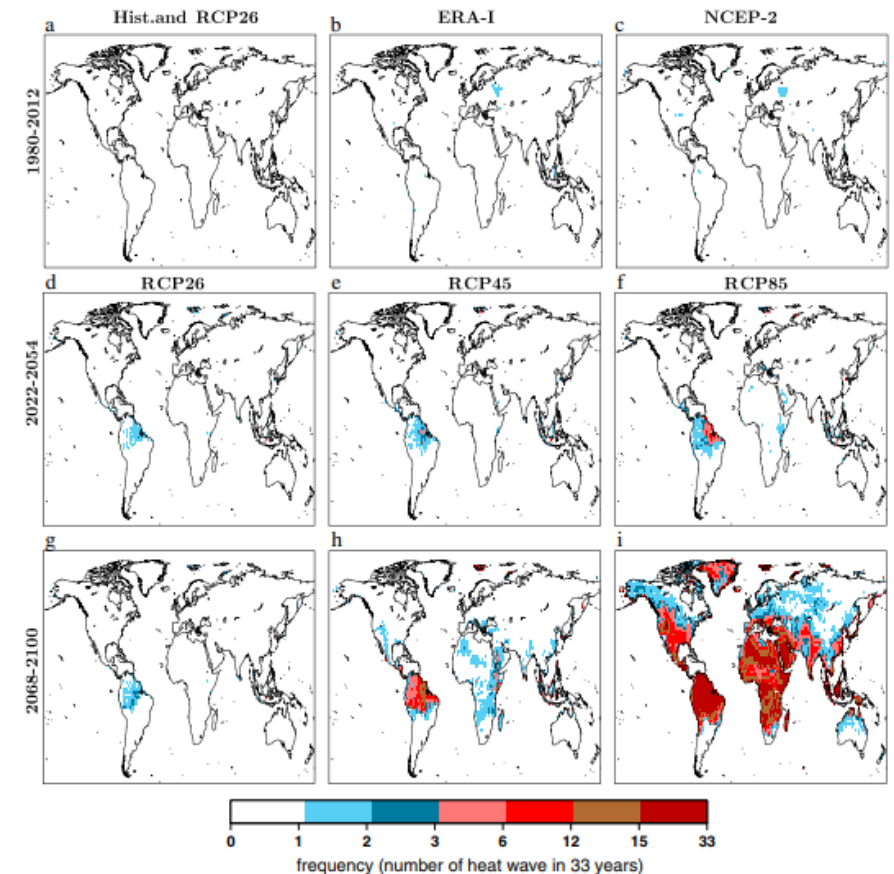 a Hist.and RCP26
b ERA-I
c NCEP-2
1980-2012
d RCP26
e RCP45
f RCP85
2022-2054
g
h
i
2068-2100
0 1 2 3 6 12 15 33
frequency (number of heat wave in 33 years)